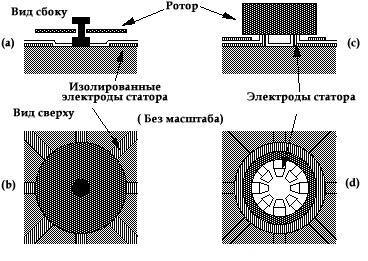 Вид сбоку
Ротор
(a)
(c)
Изолированные
электроды статора
Электроды статора
Вид сверху
( Без масштаба)
(b)
(d)